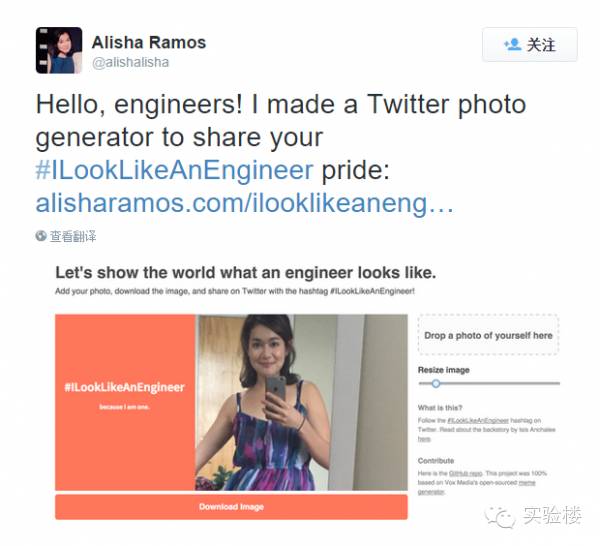 Alisha Ramos
@alishalisha
关注
Hello, engineers! I made a Twitter photo
generator to share your
#ILookLikeAnEngineer pride:
alisharamos.com/ilooklikeaneng…
查看翻译
Let's show the world what an engineer looks like.
Add your photo, download the image, and share on Twitter with the hashtag #ILookLikeAnEngineer!
#ILookLikeAnEngineer
because I am one.
Download Image
Drop a photo of yourself here
Resize image
What is this?
Follow the #ILookLikeAnEngineer hashtag on
Twitter. Read about the backstory by Isis Anchalee
here.
Contribute
Here is the GitHub repo. This project was 100%
based on Vox Media's open-sourced meme
generator.
实验楼